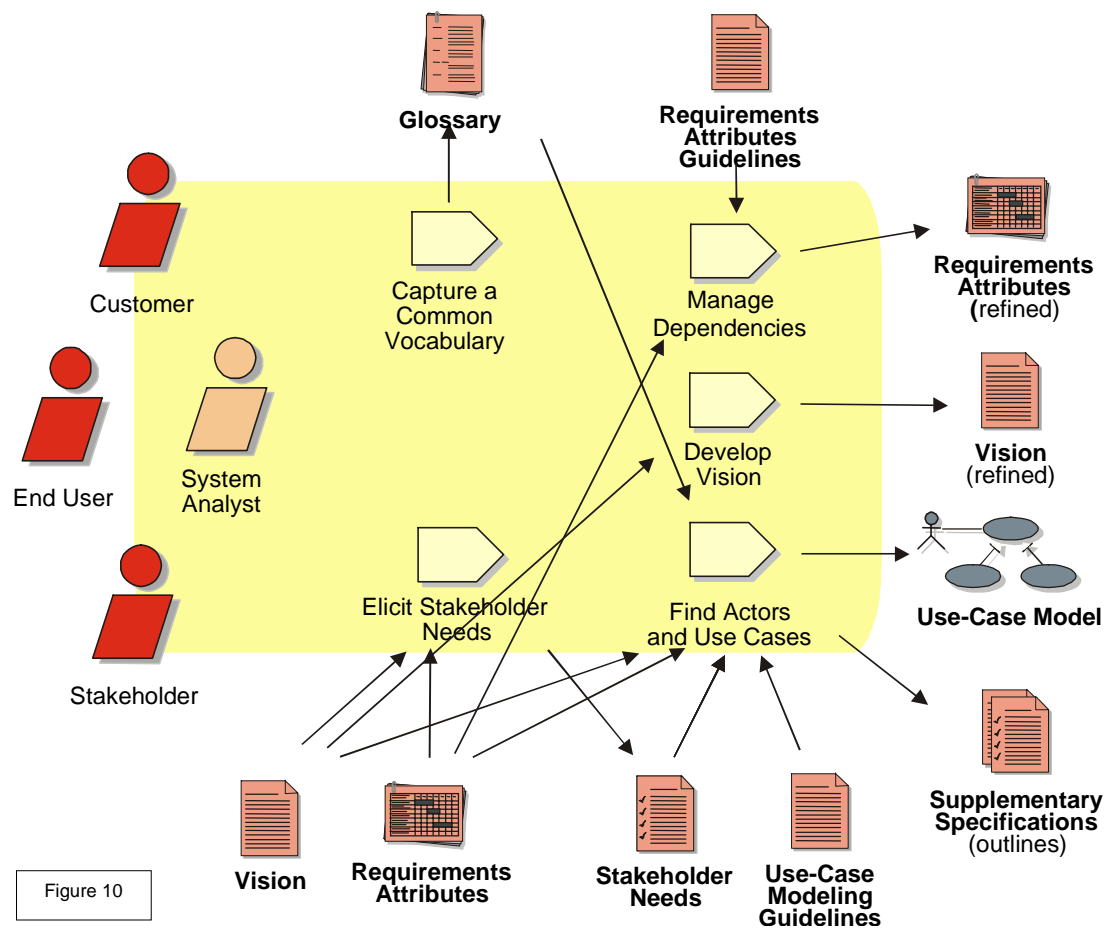 Glossary
Requirements
Attributes
Guidelines
Customer
Capture a
Common
Vocabulary
Manage
Dependencies
Requirements
Attributes
(refined)
End User
System
Analyst
Develop
Vision
Vision
(refined)
Stakeholder
Elicit Stakeholder
Needs
Find Actors
and Use Cases
Use-Case Model
Supplementary
Specifications
(outlines)
Vision
Requirements
Attributes
Stakeholder
Needs
Use-Case
Modeling
Guidelines
Figure 10